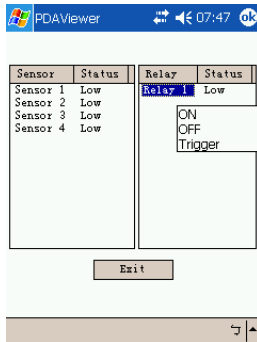 PDAViewer 07:47 ok
Sensor Status Relay Status
Sensor 1 Low Relay 1 Low
Sensor 2 Low
Sensor 3 Low
Sensor 4 Low
ON
OFF
Trigger
Exit
ㄅ